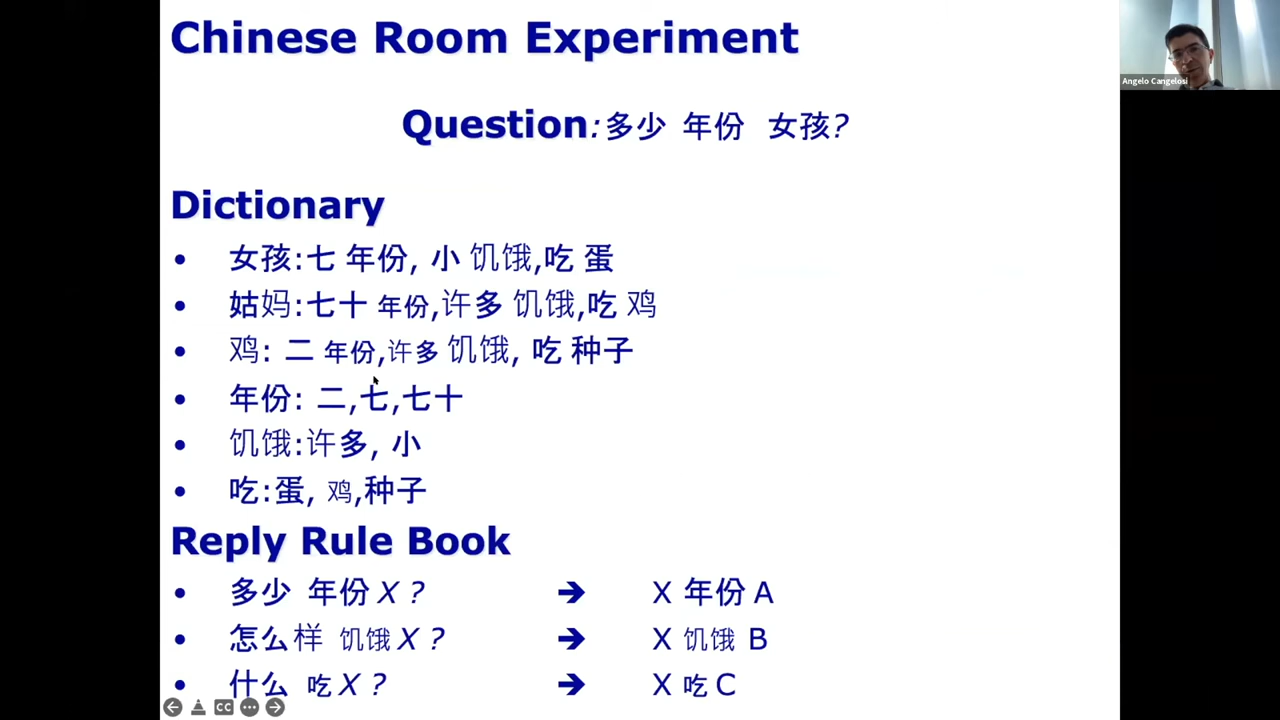 Chinese Room Experiment
Angelo Cangelosi
Question:多少 年份 女孩?
Dictionary
• 女孩:七 年份, 小 饥饿,吃 蛋
• 姑妈:七十 年份,许多 饥饿,吃 鸡
• 鸡: 二 年份,许多 饥饿, 吃 种子
• 年份: 二,七,七十
• 饥饿:许多, 小
• 吃:蛋, 鸡,种子
Reply Rule Book
• 多少 年份 X ? ➔ X 年份 A
• 怎么样 饥饿 X ? ➔ X 饥饿 B
• 什么 吃 X ? ➔ X 吃 C
CC